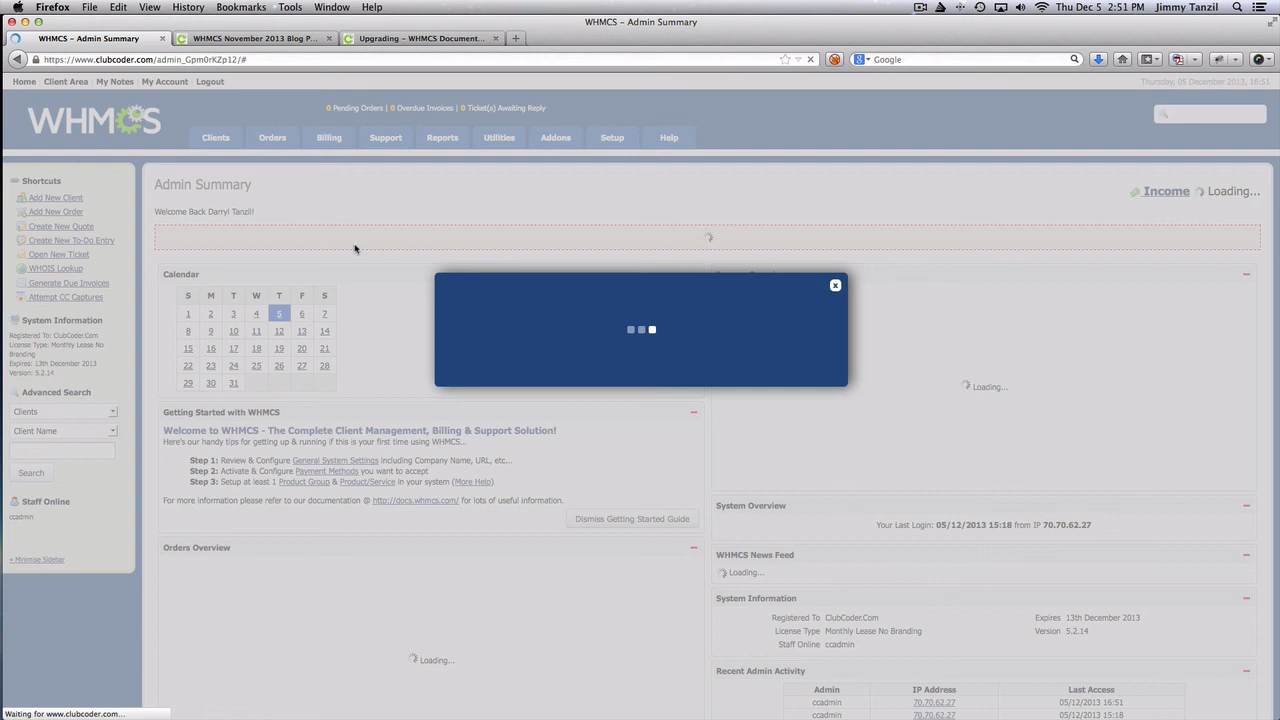 Firefox File Edit View History Bookmarks Tools Window Help Thu Dec 5 2:51 PM Jimmy Tanzil
WHMCS - Admin Summary
WHMCS - Admin Summary WHMCS November 2013 Blog P... Upgrading - WHMCS Document...
https://www.clubcoder.com/admin_Gpm0rKZp12/# Google
Home Client Area My Notes My Account Logout Thursday, 05 December 2013, 16:51
WHMCS
0 Pending Orders | 0 Overdue Invoices | 0 Ticket(s) Awaiting Reply
Clients Orders Billing Support Reports Utilities Addons Setup Help
Shortcuts
Add New Client
Add New Order
Create New Quote
Create New To-Do Entry
Open New Ticket
WHOIS Lookup
Generate Due Invoices
Attempt CC Captures
System Information
Registered To: ClubCoder.Com
License Type: Monthly Lease No
Branding
Expires: 13th December 2013
Version: 5.2.14
Advanced Search
Clients
Client Name
Search
Staff Online
ccadmin
« Minimise Sidebar
Admin Summary
Income Loading...
Welcome Back Darryl Tanzil!
Calendar
S M T W T F S
1 2 3 4 5 6 7
8 9 10 11 12 13 14
15 16 17 18 19 20 21
22 23 24 25 26 27 28
29 30 31
Loading...
Getting Started with WHMCS
Welcome to WHMCS - The Complete Client Management, Billing & Support Solution!
Here's our handy tips for getting up & running if this is your first time using WHMCS...
Step 1: Review & Configure General System Settings including Company Name, URL, etc...
Step 2: Activate & Configure Payment Methods you want to accept
Step 3: Setup at least 1 Product Group & Product/Service in your system (More Help)
For more information please refer to our documentation @ http://docs.whmcs.com/ for lots of useful information.
Dismiss Getting Started Guide
Orders Overview
Loading...
System Overview
Your Last Login: 05/12/2013 15:18 from IP 70.70.62.27
WHMCS News Feed
Loading...
System Information
Registered To ClubCoder.Com Expires 13th December 2013
License Type Monthly Lease No Branding Version 5.2.14
Staff Online ccadmin
Recent Admin Activity
Admin IP Address Last Access
ccadmin 70.70.62.27 05/12/2013 16:51
ccadmin 70.70.62.27 05/12/2013 15:18
Waiting for www.clubcoder.com...